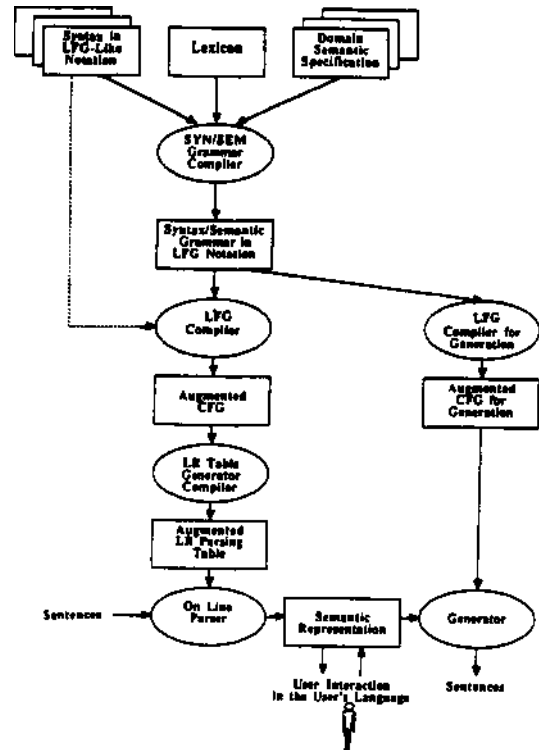 Syntax in
LFG-Like
Notation
Lexicon
Domain
Semantic
Specification
SYN/SEM
Grammar
Compiler
Syntax/Semantic
Grammar in
LFG Notation
LFG
Compiler
LFG
Compiler for
Generation
Augmented
CFG
Augmented
CFG for
Generation
LR Table
Generator
Compiler
Augmented
LR Parsing
Table
Sentences
On Line
Parser
Semantic
Representation
Generator
User Interaction
in the User's Language
Sentences